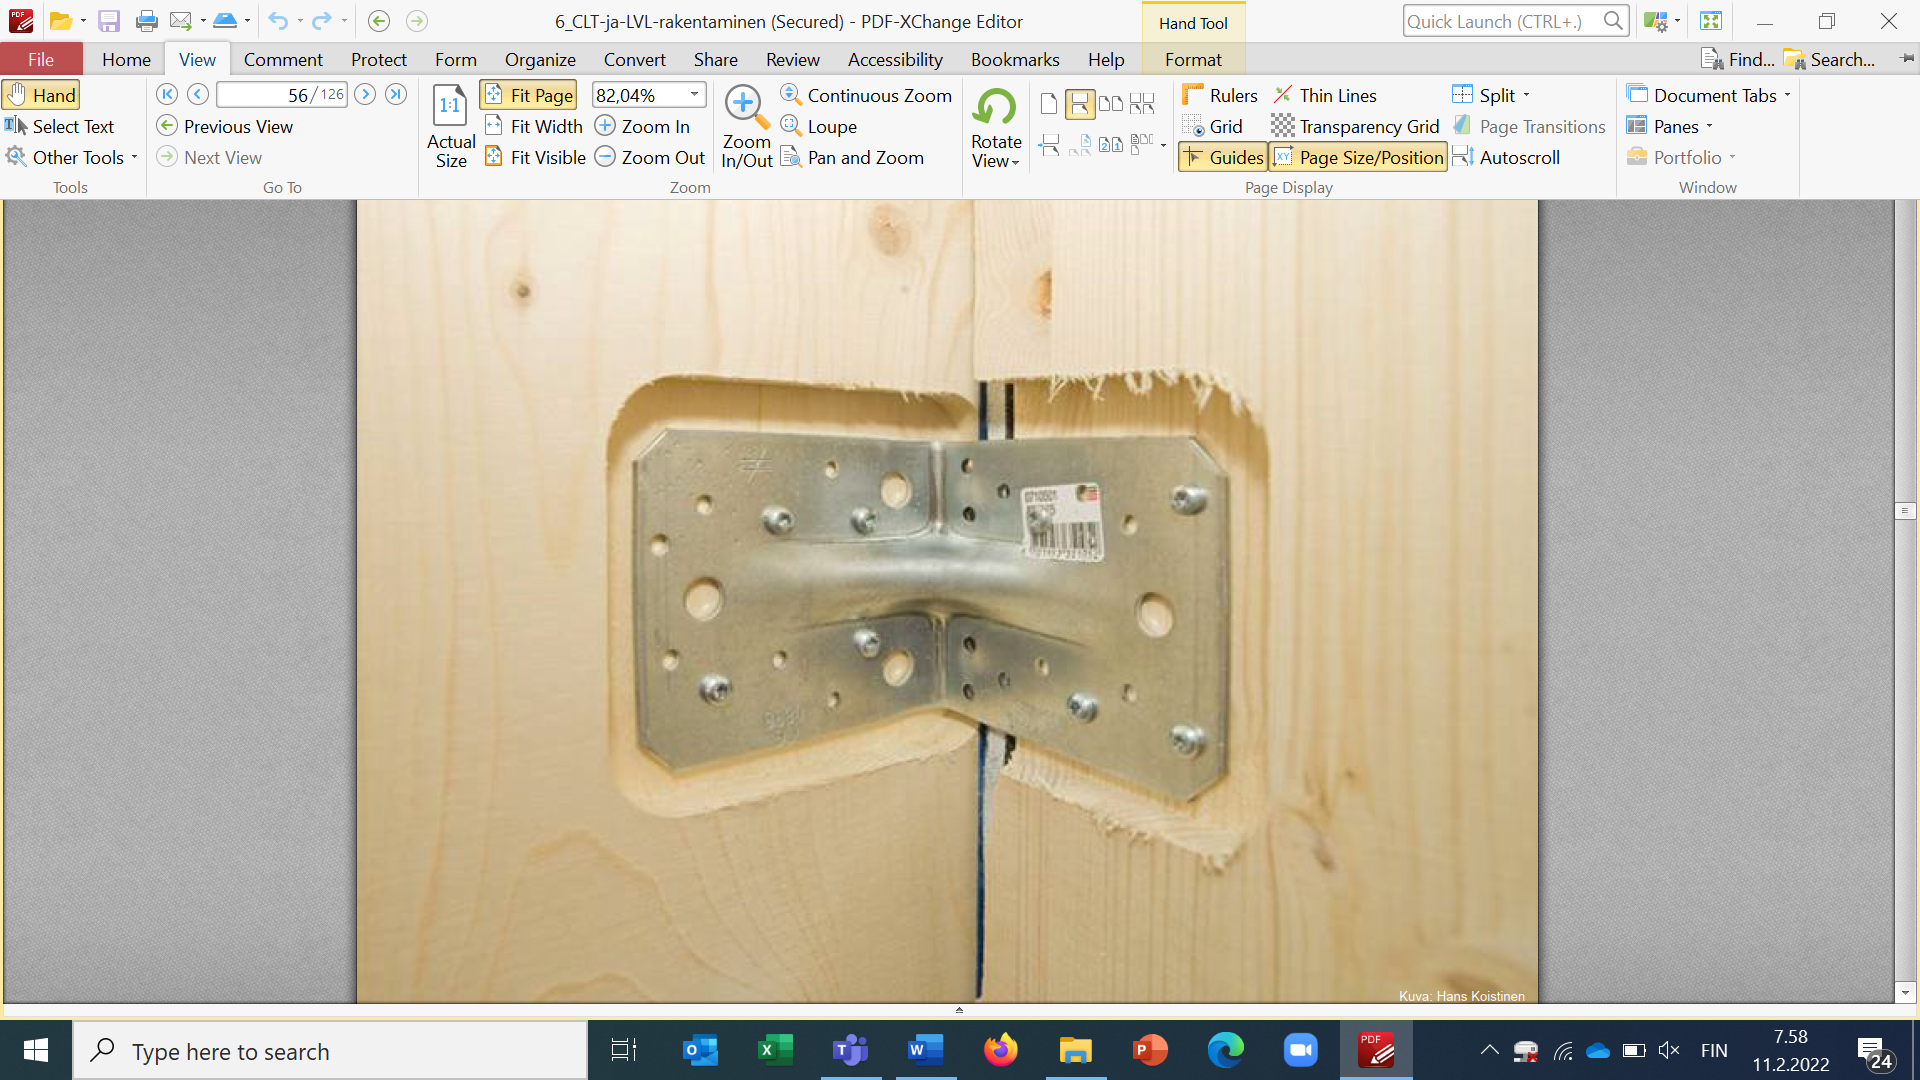 6_CLT-ja-LVL-rakentaminen (Secured) - PDF-XChange Editor
Hand Tool
Quick Launch (CTRL+.)
File Home View Comment Protect Form Organize Convert Share Review Accessibility Bookmarks Help Format Find... Search...
Hand
Select Text
Other Tools
Tools
56 / 126
Previous View
Next View
Go To
1:1
Actual Size
Fit Page
Fit Width
Fit Visible
82,04%
Zoom In
Zoom Out
Zoom In/Out
Continuous Zoom
Loupe
Pan and Zoom
Zoom
Rotate View
Rulers
Grid
Guides
Thin Lines
Transparency Grid
Page Size/Position
Split
Page Transitions
Autoscroll
Page Display
Document Tabs
Panes
Portfolio
Window
Kuva: Hans Koistinen
Type here to search
FIN
7.58
11.2.2022
24